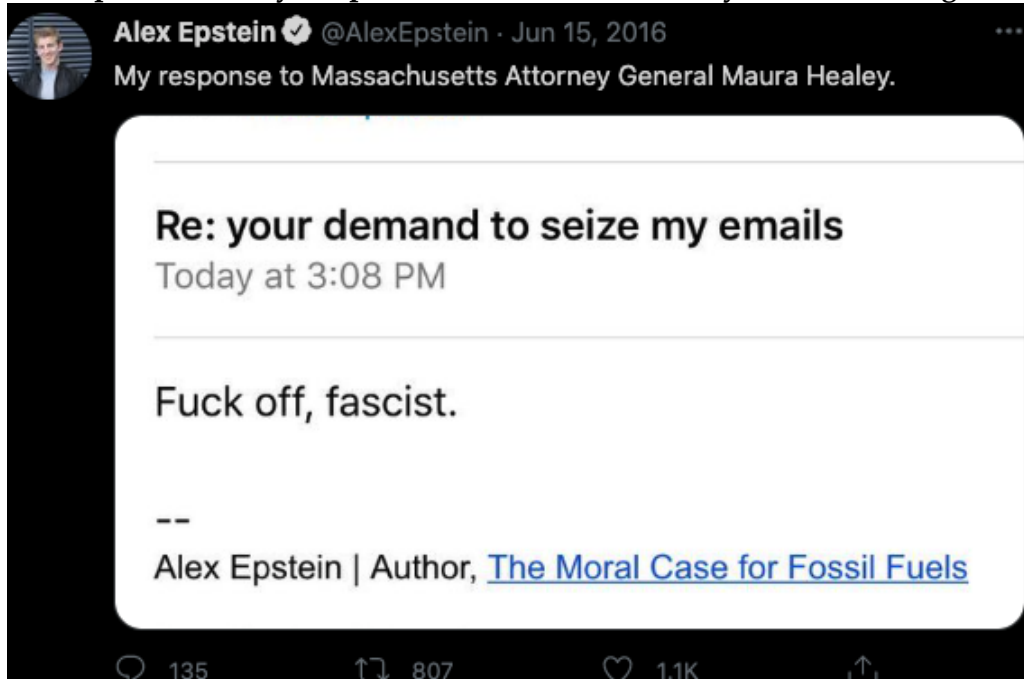 Alex Epstein @AlexEpstein · Jun 15, 2016
My response to Massachusetts Attorney General Maura Healey.
Re: your demand to seize my emails
Today at 3:08 PM
Fuck off, fascist.
--
Alex Epstein | Author, The Moral Case for Fossil Fuels
135 807 1.1K